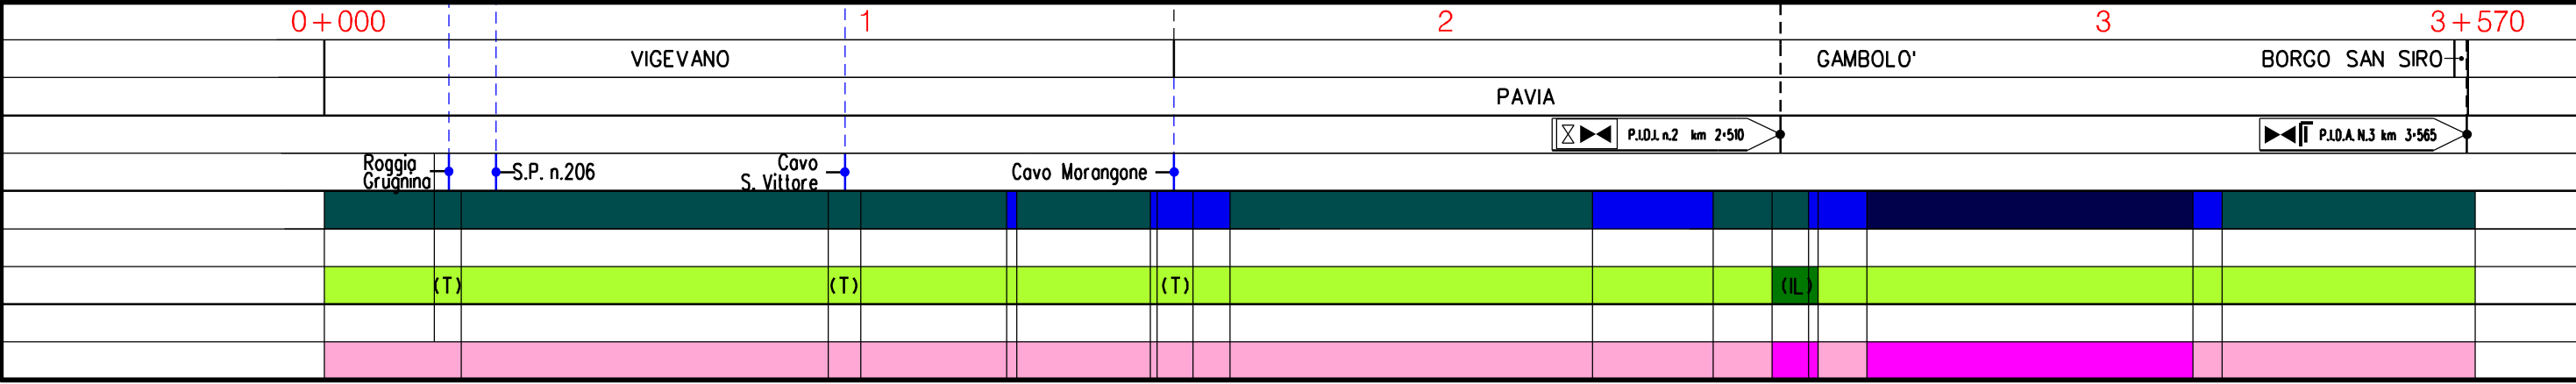 0+000 1 2 3 3+570
VIGEVANO GAMBOLO' BORGO SAN SIRO
PAVIA
P.I.D.I. n.2 km 2+510 P.I.D.A. N.3 km 3+565
Roggia
Grugnina
S.P. n.206
Cavo
S. Vittore
Cavo Morangone
(T) (T) (T) (IL)